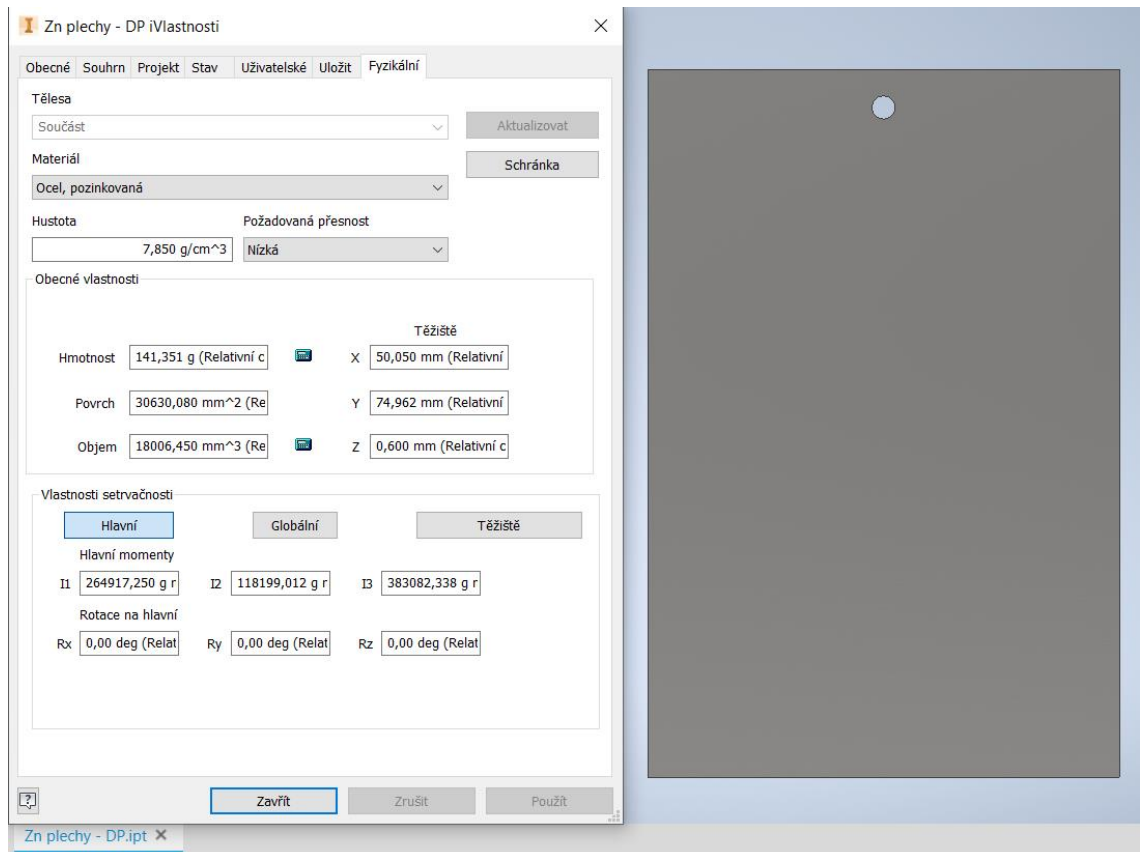 Zn plechy - DP iVlastnosti
Obecné Souhrn Projekt Stav Uživatelské Uložit Fyzikální
Tělesa
Součást
Aktualizovat
Materiál
Schránka
Ocel, pozinkovaná
Hustota Požadovaná přesnost
7,850 g/cm^3 Nízká
Obecné vlastnosti
Těžiště
Hmotnost 141,351 g (Relativní c X 50,050 mm (Relativní
Povrch 30630,080 mm^2 (Re Y 74,962 mm (Relativní
Objem 18006,450 mm^3 (Re Z 0,600 mm (Relativní c
Vlastnosti setrvačnosti
Hlavní Globální Těžiště
Hlavní momenty
I1 264917,250 g r I2 118199,012 g r I3 383082,338 g r
Rotace na hlavní
Rx 0,00 deg (Relat Ry 0,00 deg (Relat Rz 0,00 deg (Relat
? Zavřít Zrušit Použít
Zn plechy - DP.ipt